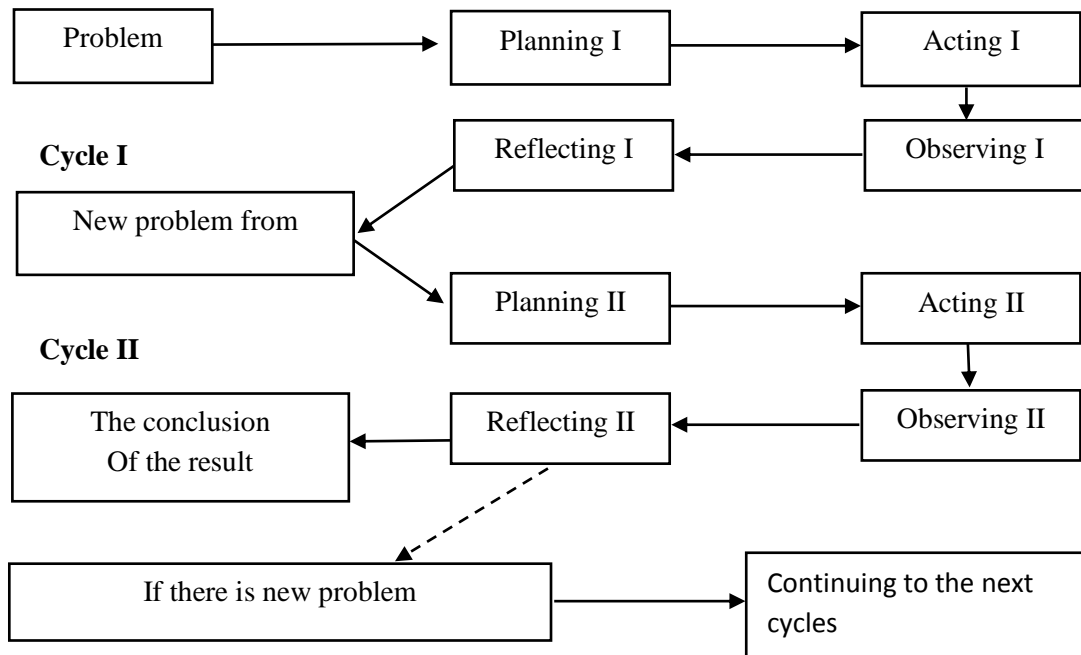 Problem
Planning I
Acting I
Cycle I
Reflecting I
Observing I
New problem from
Planning II
Acting II
Cycle II
The conclusion
Of the result
Reflecting II
Observing II
If there is new problem
Continuing to the next
cycles